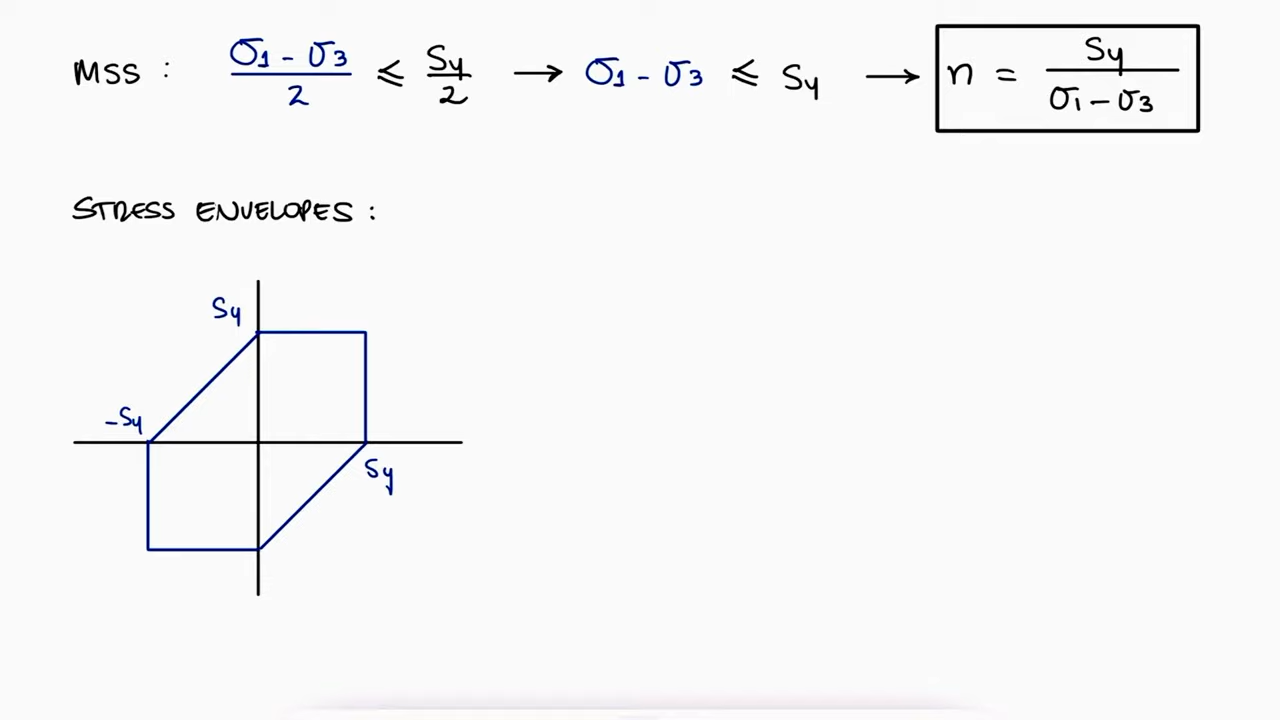 MSS : (σ1 - σ3)/2 ⩽ Sy/2 → σ1 - σ3 ⩽ Sy → n = Sy/(σ1 - σ3)
STRESS ENVELOPES :
Sy
-Sy
Sy